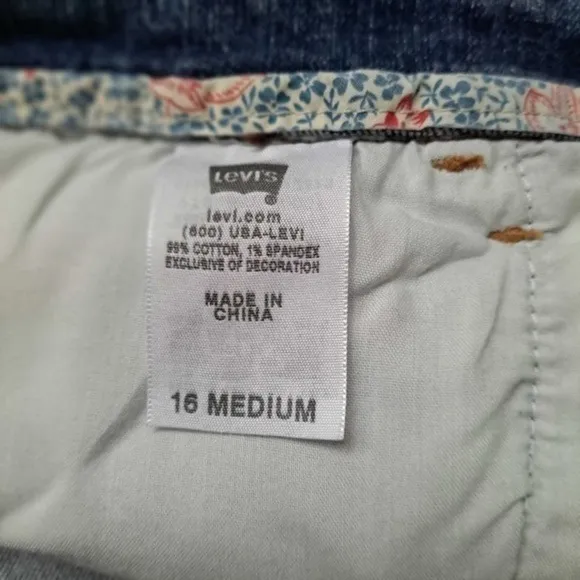 Levi's
®
levi.com
(800) USA-LEVI
99% COTTON, 1% SPANDEX
EXCLUSIVE OF DECORATION
MADE IN
CHINA
16 MEDIUM